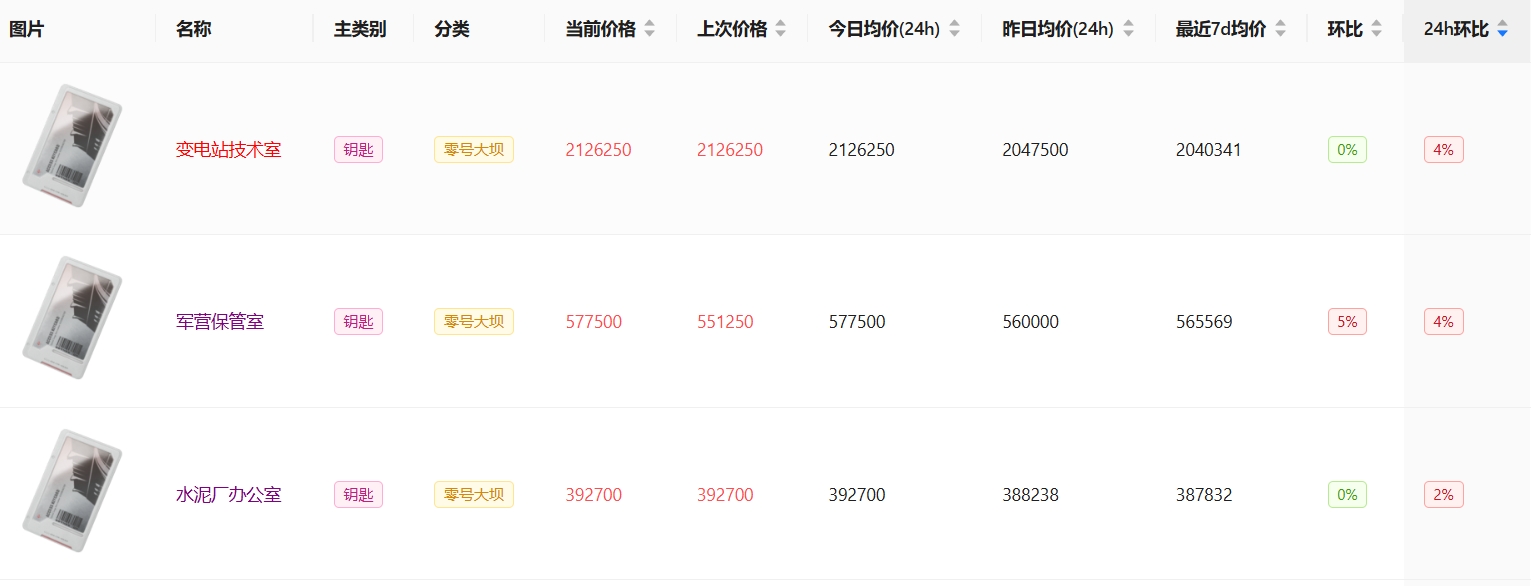 图片 名称 主类别 分类 当前价格 上次价格 今日均价(24h) 昨日均价(24h) 最近7d均价 环比 24h环比
变电站技术室 钥匙 零号大坝 2126250 2126250 2126250 2047500 2040341 0% 4%
军营保管室 钥匙 零号大坝 577500 551250 577500 560000 565569 5% 4%
水泥厂办公室 钥匙 零号大坝 392700 392700 392700 388238 387832 0% 2%